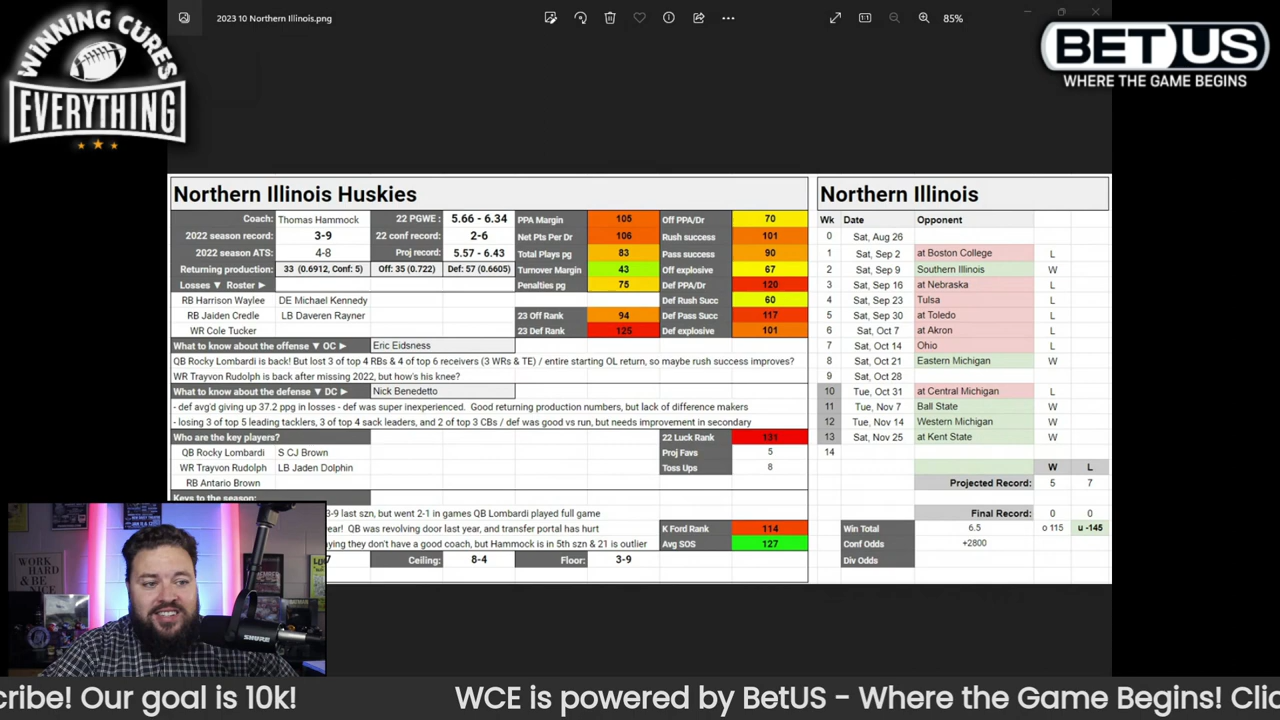 2023 10 Northern Illinois.png
85%
WINNING CURES
EVERYTHING
BETUS
WHERE THE GAME BEGINS
Northern Illinois Huskies
Coach: Thomas Hammock 22 PGWE : 5.66 - 6.34 PPA Margin 105 Off PPA/Dr 70
2022 season record: 3-9 22 conf record: 2-6 Net Pts Per Dr 106 Rush success 101
2022 season ATS: 4-8 Proj record: 5.57 - 6.43 Total Plays pg 83 Pass success 90
Returning production: 33 (0.6912, Conf: 5) Off: 35 (0.722) Def: 57 (0.6605) Turnover Margin 43 Off explosive 67
Losses ▼ Roster ► Penalties pg 75 Def PPA/Dr 120
RB Harrison Waylee DE Michael Kennedy Def Rush Succ 60
RB Jaiden Credle LB Daveren Rayner 23 Off Rank 94 Def Pass Succ 117
WR Cole Tucker 23 Def Rank 125 Def explosive 101
What to know about the offense ▼ OC ► Eric Eidsness
QB Rocky Lombardi is back! But lost 3 of top 4 RBs & 4 of top 6 receivers (3 WRs & TE) / entire starting OL return, so maybe rush success improves?
WR Trayvon Rudolph is back after missing 2022, but how's his knee?
What to know about the defense ▼ DC ► Nick Benedetto
- def avg'd giving up 37.2 ppg in losses - def was super inexperienced. Good returning production numbers, but lack of difference makers
- losing 3 of top 5 leading tacklers, 3 of top 4 sack leaders, and 2 of top 3 CBs / def was good vs run, but needs improvement in secondary
Who are the key players? 22 Luck Rank 131
QB Rocky Lombardi S CJ Brown Proj Favs 5
WR Trayvon Rudolph LB Jaden Dolphin Toss Ups 8
RB Antario Brown
Keys to the season:
3-9 last szn, but went 2-1 in games QB Lombardi played full game
year! QB was revolving door last year, and transfer portal has hurt K Ford Rank 114
aying they don't have a good coach, but Hammock is in 5th szn & 21 is outlier Avg SOS 127
7 Ceiling: 8-4 Floor: 3-9
Northern Illinois
Wk Date Opponent
0 Sat, Aug 26
1 Sat, Sep 2 at Boston College L
2 Sat, Sep 9 Southern Illinois W
3 Sat, Sep 16 at Nebraska L
4 Sat, Sep 23 Tulsa L
5 Sat, Sep 30 at Toledo L
6 Sat, Oct 7 at Akron L
7 Sat, Oct 14 Ohio L
8 Sat, Oct 21 Eastern Michigan W
9 Sat, Oct 28
10 Tue, Oct 31 at Central Michigan L
11 Tue, Nov 7 Ball State W
12 Tue, Nov 14 Western Michigan W
13 Sat, Nov 25 at Kent State W
14
W L
Projected Record: 5 7
Final Record: 0 0
Win Total 6.5 o 115 u -145
Conf Odds +2800
Div Odds
WORK
HARD
& BE
NICE
SHURE
cribe! Our goal is 10k! WCE is powered by BetUS - Where the Game Begins! Clic